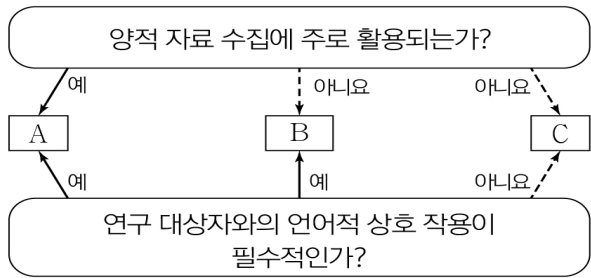 양적 자료 수집에 주로 활용되는가?
예 아니요 아니요
A B C
예 예 아니요
연구 대상자와의 언어적 상호 작용이
필수적인가?